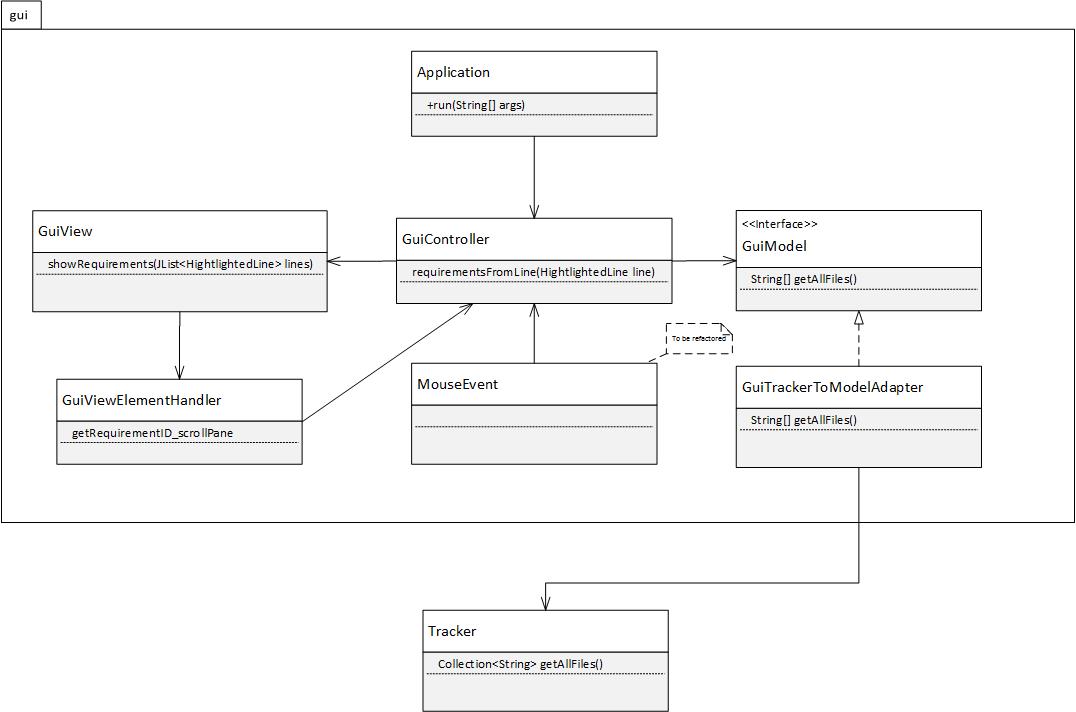 gui
Application
+run(String[] args)
GuiView
showRequirements(JList<HightlightedLine> lines)
GuiController
requirementsFromLine(HightlightedLine line)
<<Interface>>
GuiModel
String[] getAllFiles()
To be refactored
GuiViewElementHandler
getRequirementID_scrollPane
MouseEvent
GuiTrackerToModelAdapter
String[] getAllFiles()
Tracker
Collection<String> getAllFiles()